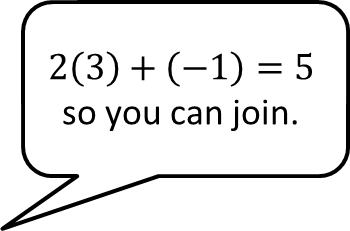 2(3) + (−1) = 5
so you can join.